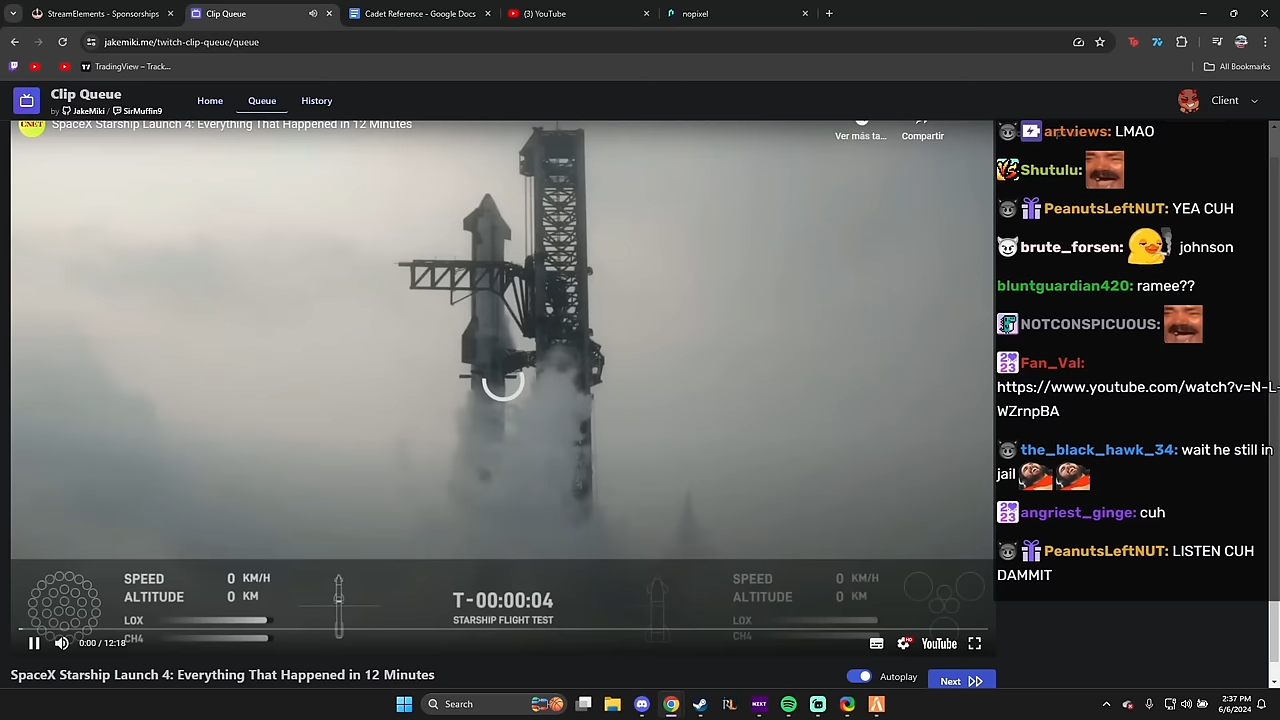 StreamElements - Sponsorships
Clip Queue
Cadet Reference - Google Docs
(3) YouTube
nopixel
jakemiki.me/twitch-clip-queue/queue
TradingView – Track...
All Bookmarks
Clip Queue
by JakeMiki / SirMuffin9
Home
Queue
History
Client
SpaceX Starship Launch 4: Everything That Happened in 12 Minutes
Ver más ta...
Compartir
artviews: LMAO
Shutulu:
PeanutsLeftNUT: YEA CUH
brute_forsen: johnson
bluntguardian420: ramee??
NOTCONSPICUOUS:
Fan_Val:
https://www.youtube.com/watch?v=N-L-
WZrnpBA
the_black_hawk_34: wait he still in
jail
angriest_ginge: cuh
PeanutsLeftNUT: LISTEN CUH
DAMMIT
SPEED 0 KM/H
ALTITUDE 0 KM
LOX
CH4
T-00:00:04
STARSHIP FLIGHT TEST
SPEED 0 KM/H
ALTITUDE 0 KM
LOX
CH4
0:00 / 12:18
HD
YouTube
SpaceX Starship Launch 4: Everything That Happened in 12 Minutes
Autoplay
Next
Search
NEXT
2:37 PM
6/6/2024